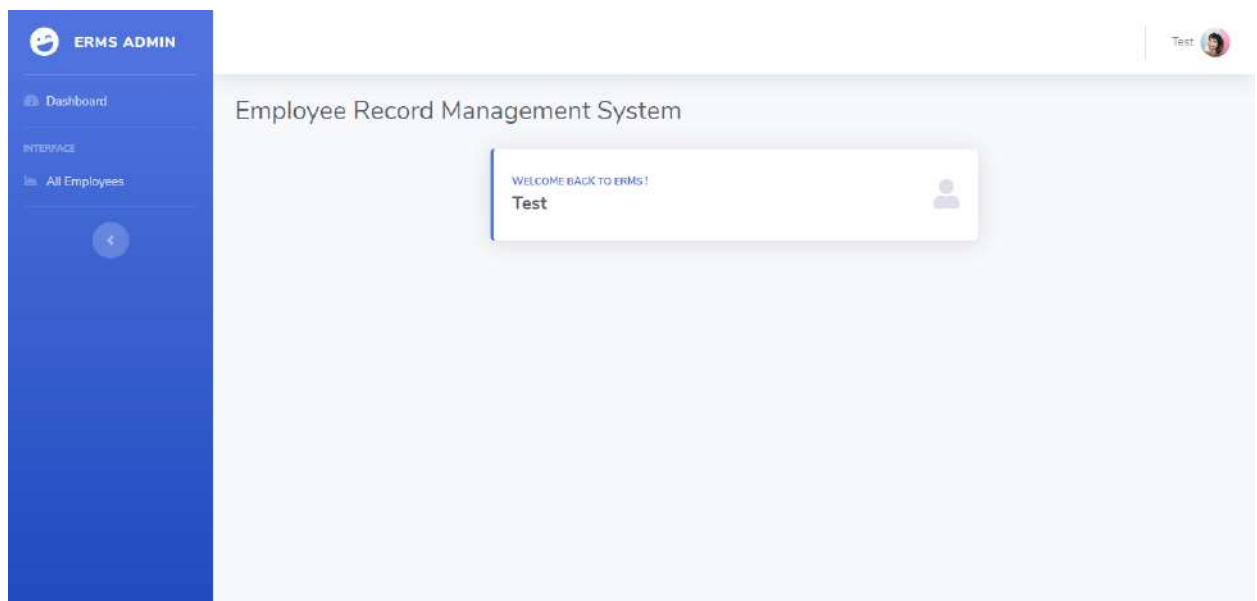 ERMS ADMIN
Test
Dashboard
INTERFACE
All Employees
Employee Record Management System
WELCOME BACK TO ERMS !
Test